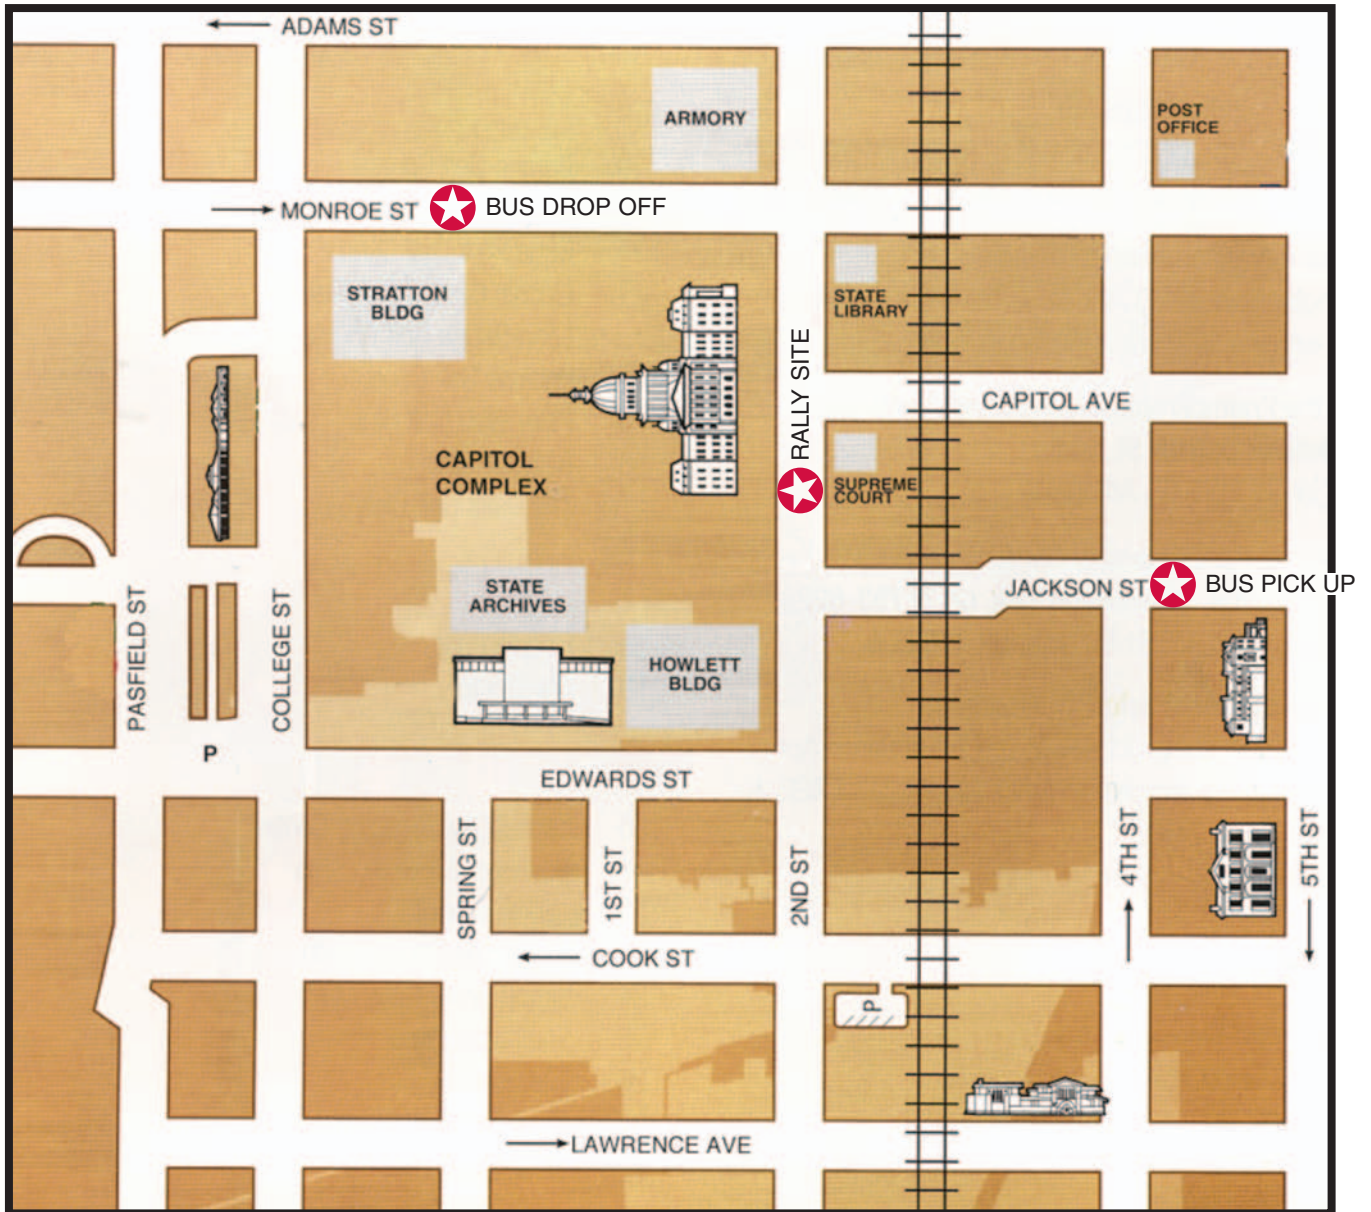 ADAMS ST
ARMORY
POST
OFFICE
MONROE ST
BUS DROP OFF
STRATTON
BLDG
STATE
LIBRARY
RALLY SITE
CAPITOL AVE
CAPITOL
COMPLEX
SUPREME
COURT
STATE
ARCHIVES
JACKSON ST
BUS PICK UP
PASFIELD ST
COLLEGE ST
HOWLETT
BLDG
P
EDWARDS ST
SPRING ST
1ST ST
2ND ST
4TH ST
5TH ST
COOK ST
P
LAWRENCE AVE